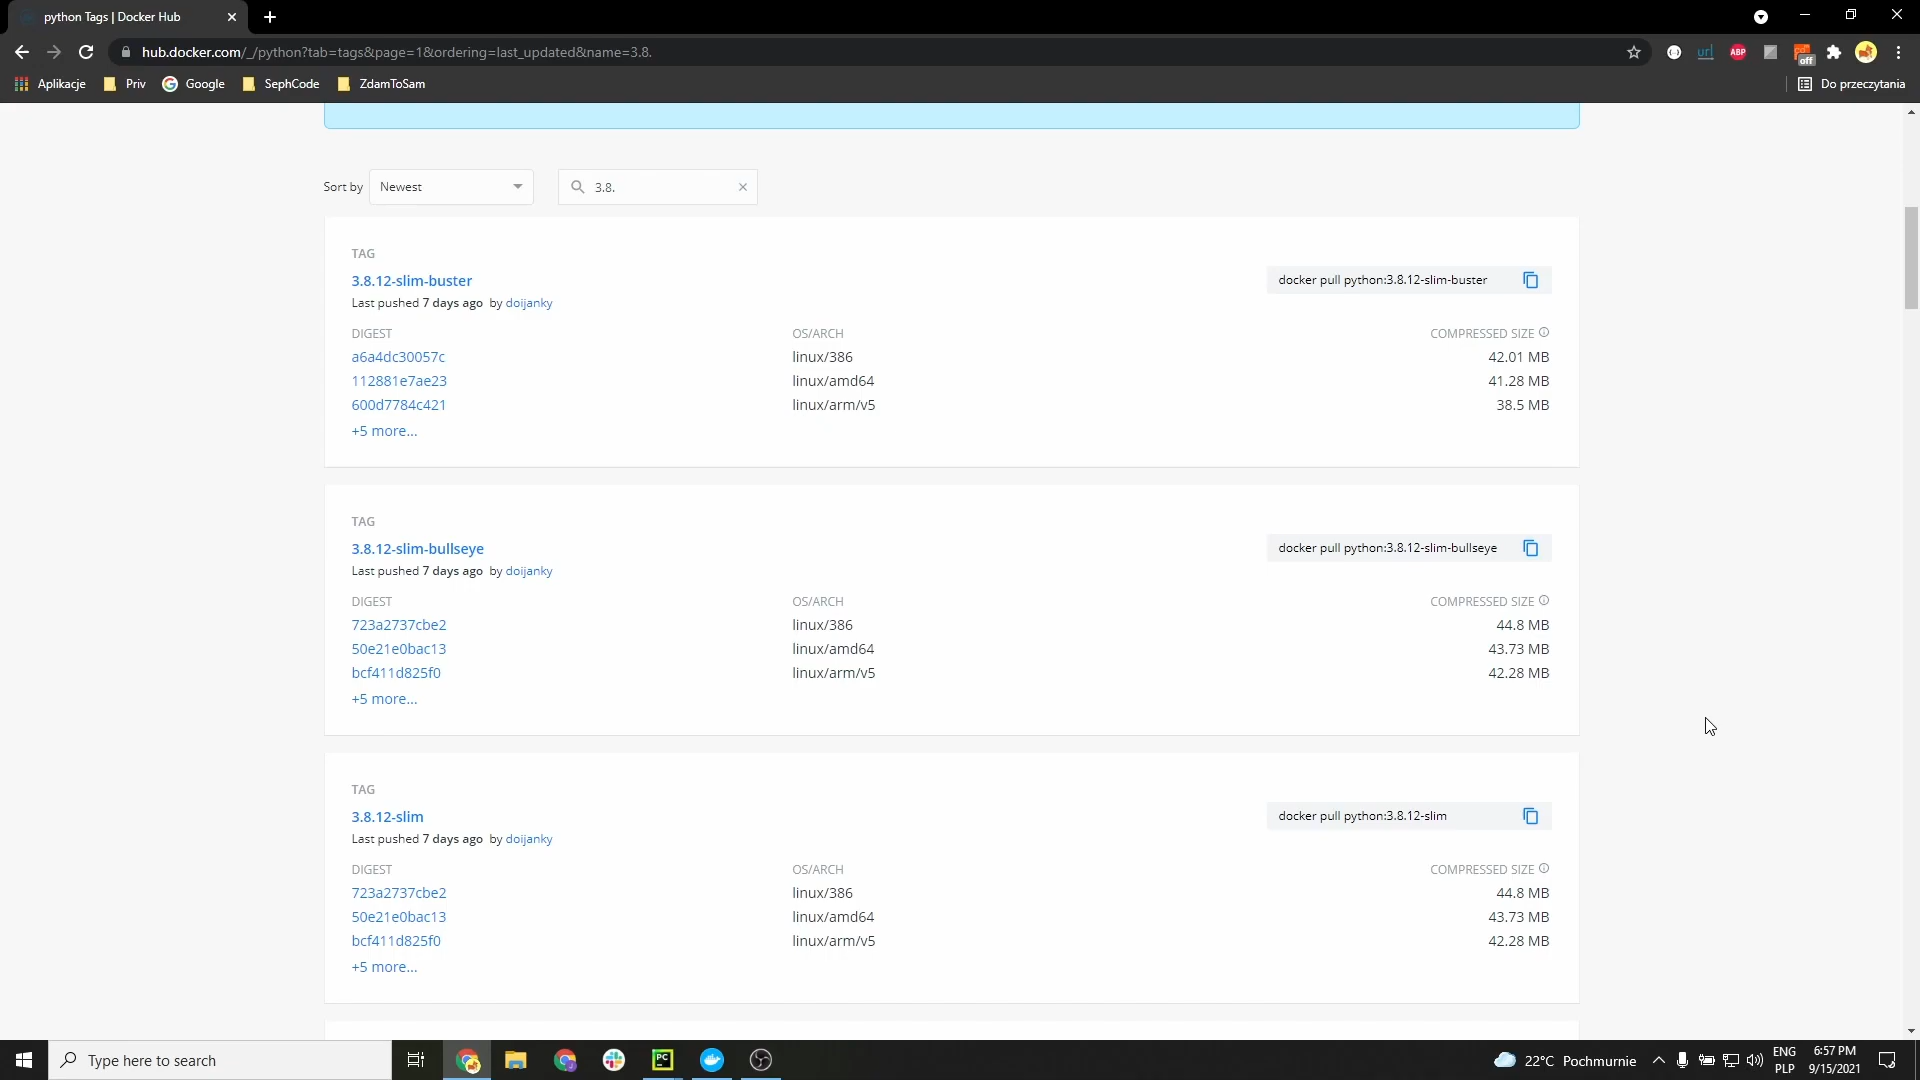 python Tags | Docker Hub
hub.docker.com/_/python?tab=tags&page=1&ordering=last_updated&name=3.8.
url
ABP
off
Aplikacje
Priv
Google
SephCode
ZdamToSam
Do przeczytania
Sort by
Newest
3.8.
TAG
3.8.12-slim-buster
docker pull python:3.8.12-slim-buster
Last pushed 7 days ago by doijanky
DIGEST OS/ARCH COMPRESSED SIZE
a6a4dc30057c linux/386 42.01 MB
112881e7ae23 linux/amd64 41.28 MB
600d7784c421 linux/arm/v5 38.5 MB
+5 more...
TAG
3.8.12-slim-bullseye
docker pull python:3.8.12-slim-bullseye
Last pushed 7 days ago by doijanky
DIGEST OS/ARCH COMPRESSED SIZE
723a2737cbe2 linux/386 44.8 MB
50e21e0bac13 linux/amd64 43.73 MB
bcf411d825f0 linux/arm/v5 42.28 MB
+5 more...
TAG
3.8.12-slim
docker pull python:3.8.12-slim
Last pushed 7 days ago by doijanky
DIGEST OS/ARCH COMPRESSED SIZE
723a2737cbe2 linux/386 44.8 MB
50e21e0bac13 linux/amd64 43.73 MB
bcf411d825f0 linux/arm/v5 42.28 MB
+5 more...
Type here to search
PC
22°C Pochmurnie
ENG
PLP
6:57 PM
9/15/2021